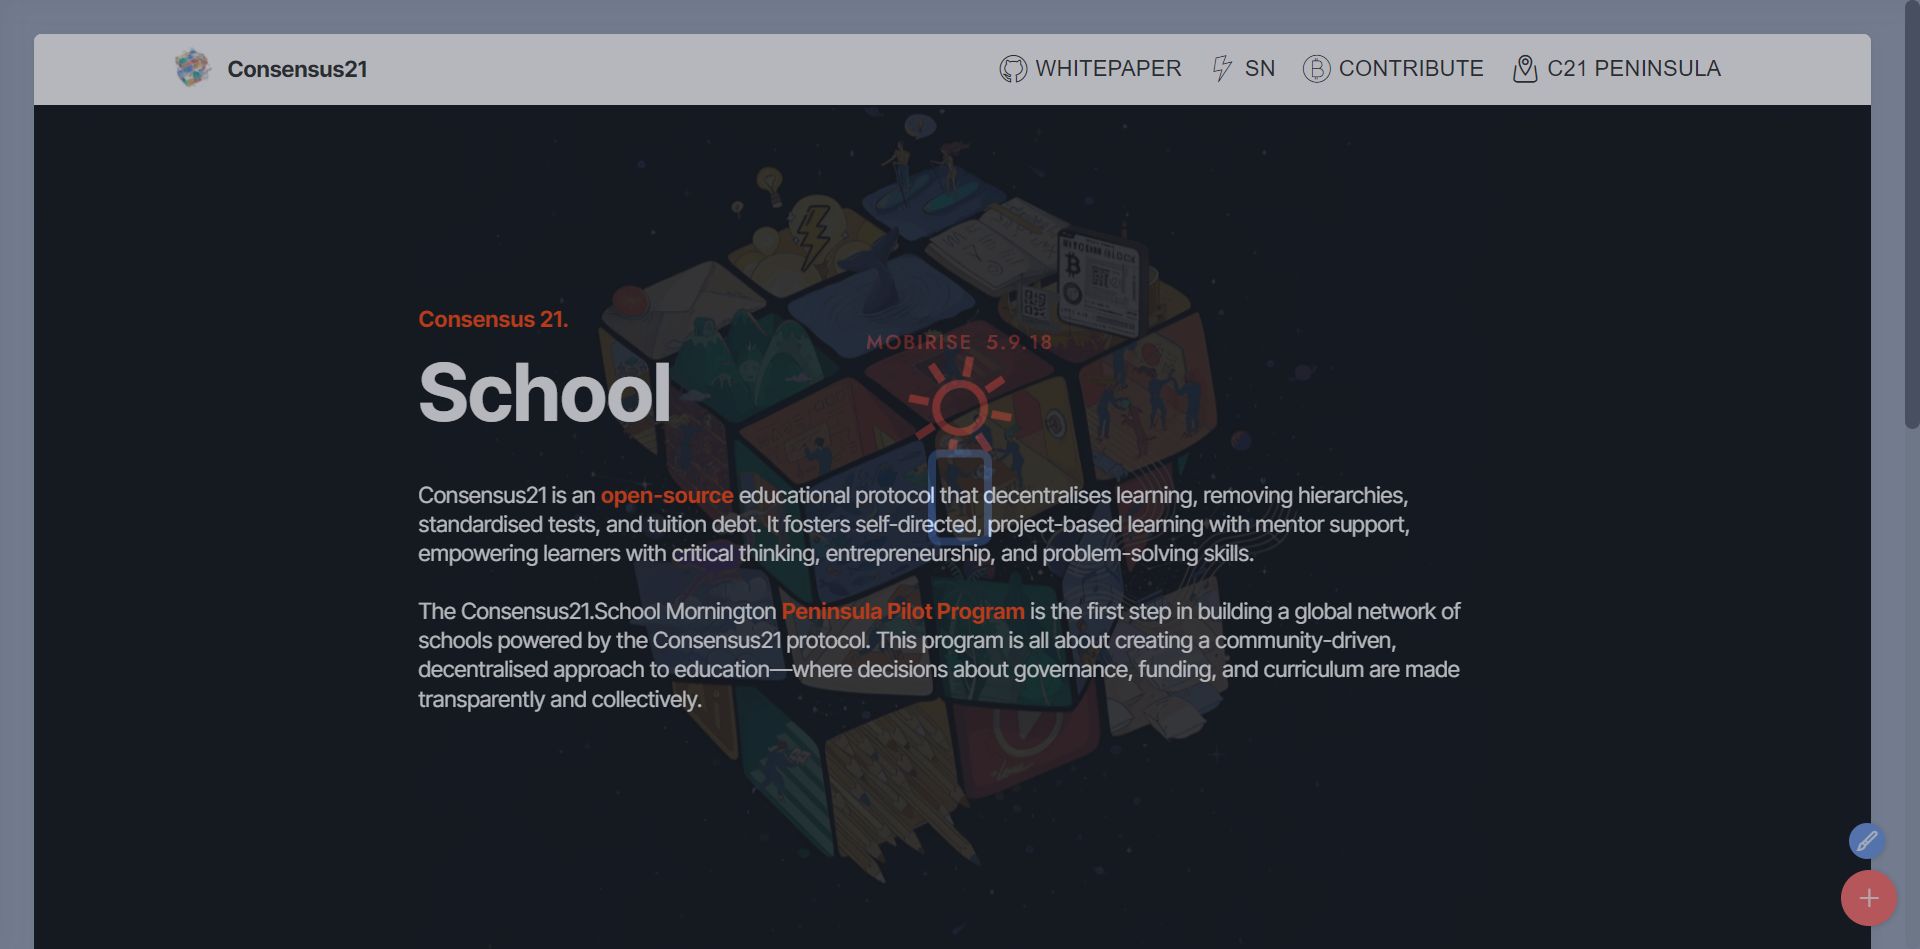 Consensus21
WHITEPAPER
SN
CONTRIBUTE
C21 PENINSULA
Consensus 21.
MOBIRISE 5.9.18
School
Consensus21 is an open-source educational protocol that decentralises learning, removing hierarchies,
standardised tests, and tuition debt. It fosters self-directed, project-based learning with mentor support,
empowering learners with critical thinking, entrepreneurship, and problem-solving skills.
The Consensus21.School Mornington Peninsula Pilot Program is the first step in building a global network of
schools powered by the Consensus21 protocol. This program is all about creating a community-driven,
decentralised approach to education—where decisions about governance, funding, and curriculum are made
transparently and collectively.